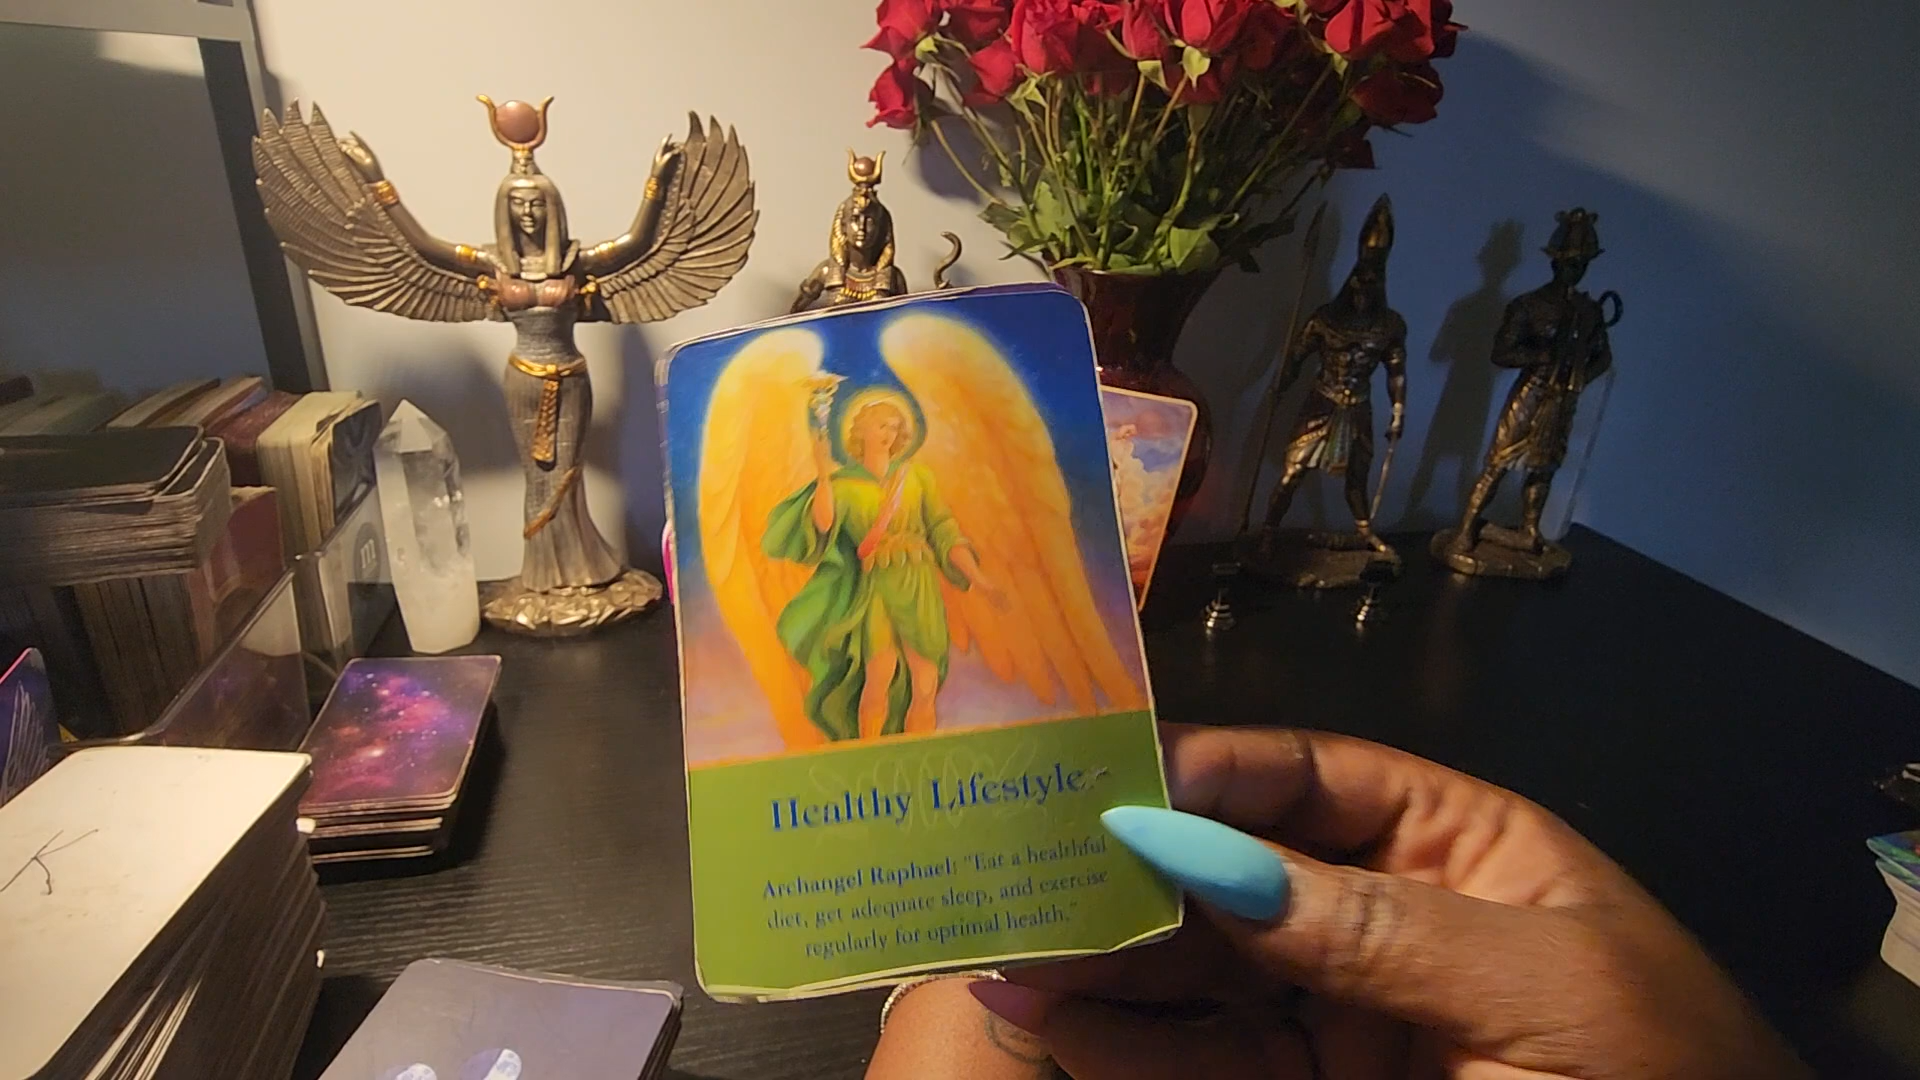 Healthy Lifestyle
Archangel Raphael: "Eat a healthful
diet, get adequate sleep, and exercise
regularly for optimal health."
K
m